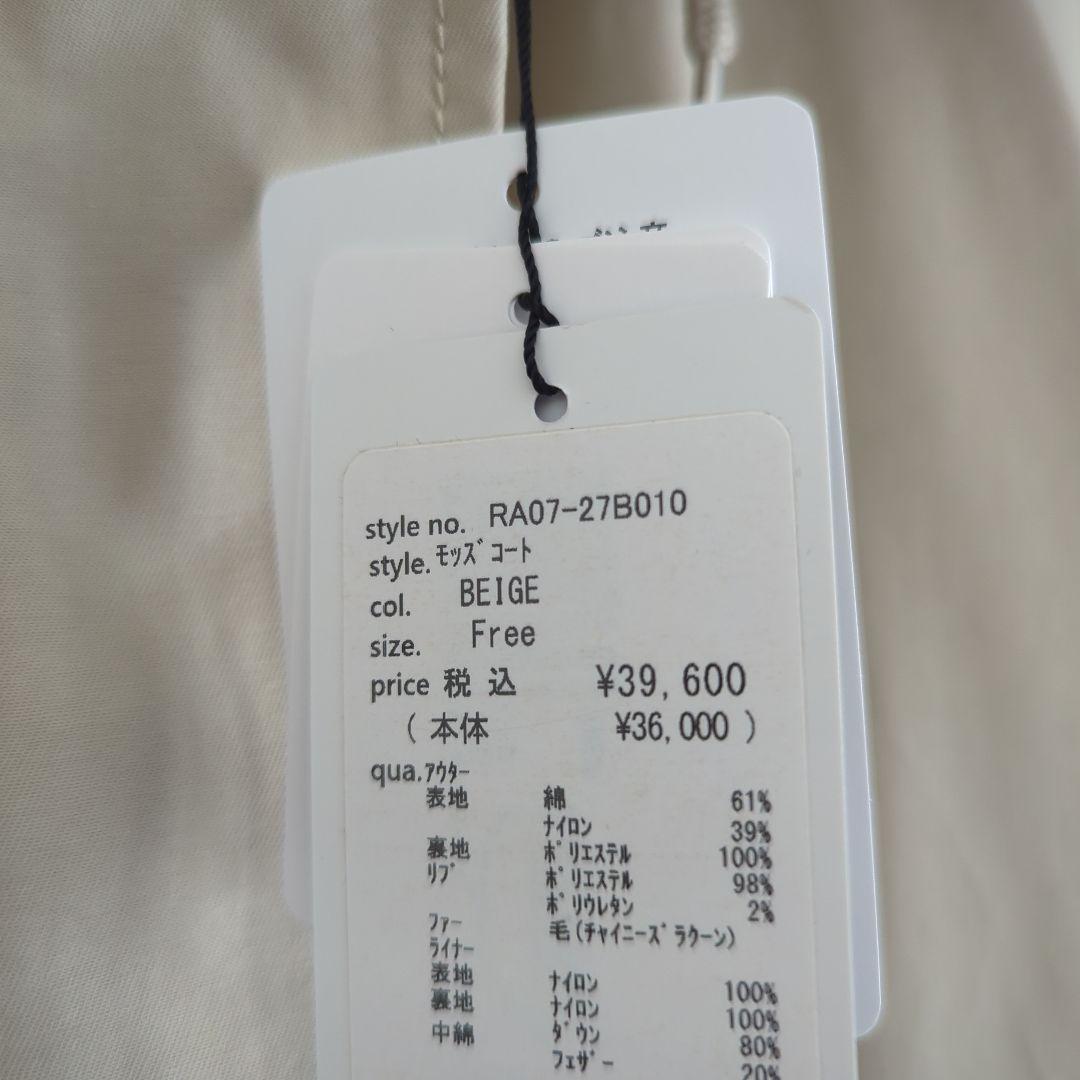 style no. RA07-27B010
style. ﾓｯｽﾞｺｰﾄ
col. BEIGE
size. Free
price 税 込 ¥39,600
( 本体 ¥36,000 )
qua. ｱｳﾀｰ
表地 綿 61%
ﾅｲﾛﾝ 39%
裏地 ﾎﾟﾘｴｽﾃﾙ 100%
ﾘﾌﾞ ﾎﾟﾘｴｽﾃﾙ 98%
ﾎﾟﾘｳﾚﾀﾝ 2%
ﾌｧｰ 毛(ﾁｬｲﾆｰｽﾞﾗｸｰﾝ)
ﾗｲﾅｰ
表地 ﾅｲﾛﾝ 100%
裏地 ﾅｲﾛﾝ 100%
中綿 ﾀﾞｳﾝ 80%
ﾌｪｻﾞｰ 20%